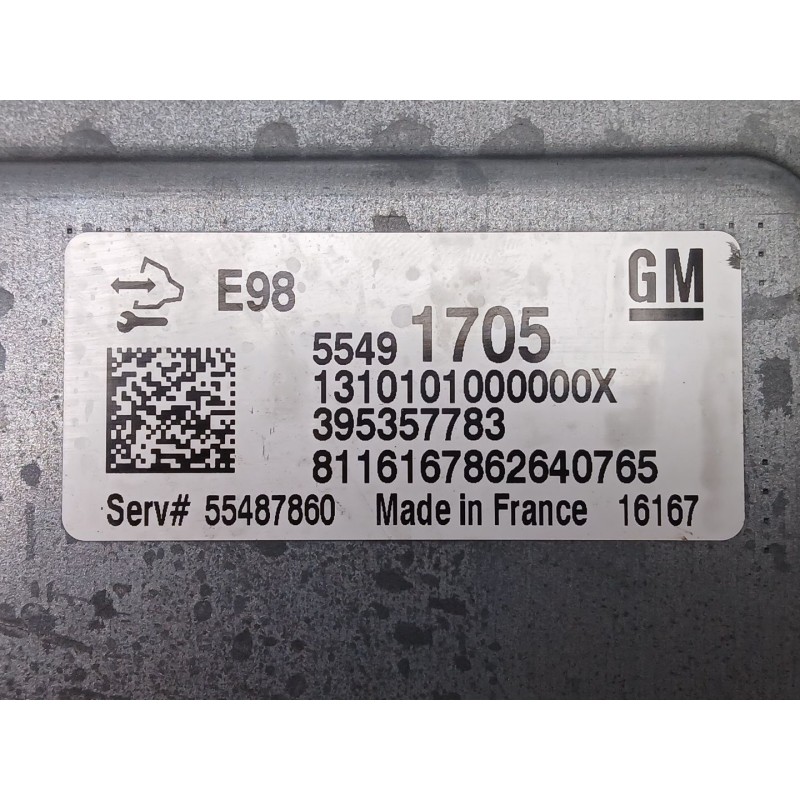 E98 GM
5549 1705
1310101000000X
395357783
8116167862640765
Serv# 55487860 Made in France 16167